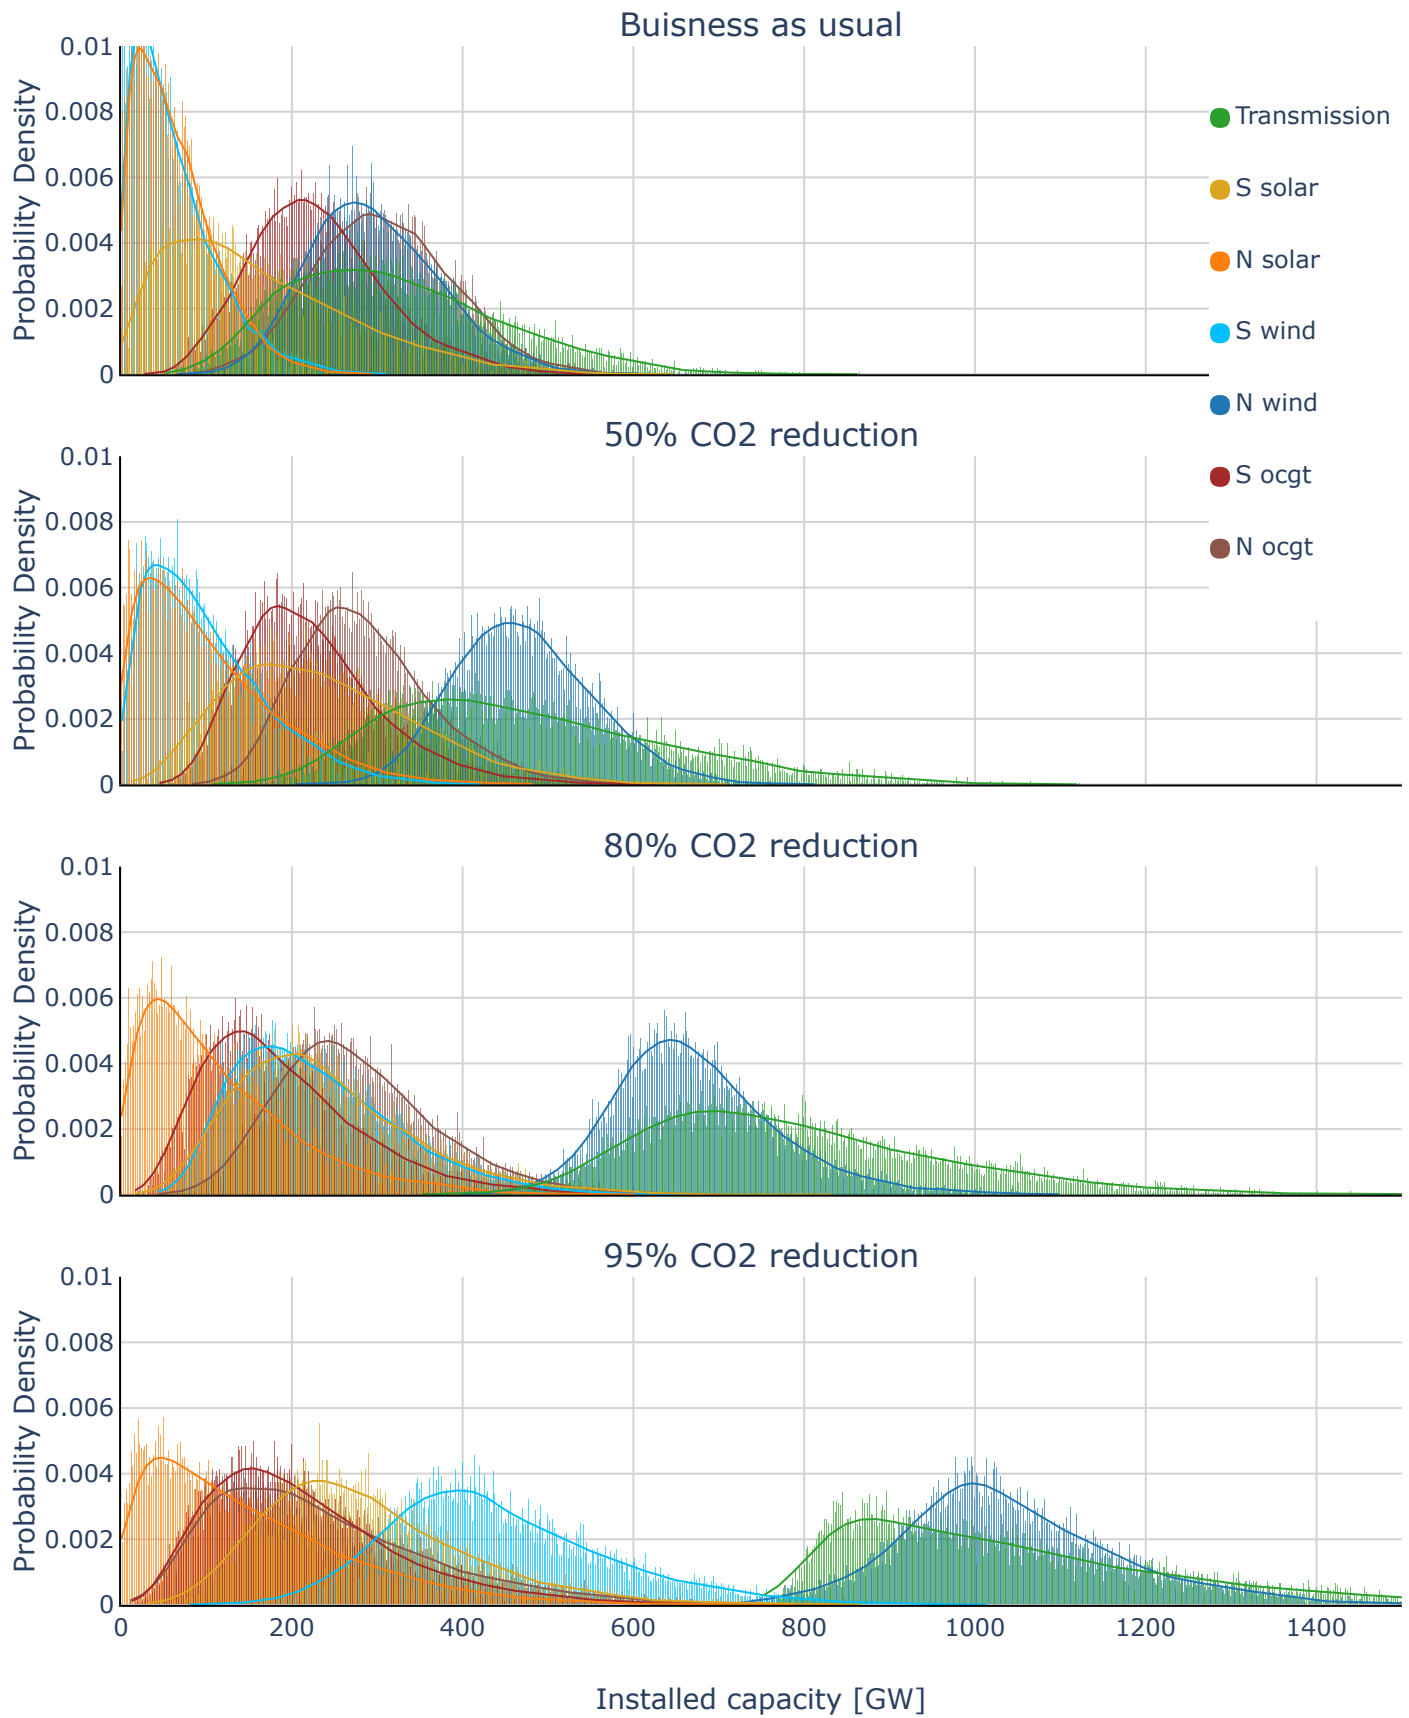 Buisness as usual
Probability Density
0.01
0.008
0.006
0.004
0.002
0
Transmission
S solar
N solar
S wind
N wind
S ocgt
N ocgt
50% CO2 reduction
Probability Density
0.01
0.008
0.006
0.004
0.002
0
80% CO2 reduction
Probability Density
0.01
0.008
0.006
0.004
0.002
0
95% CO2 reduction
Probability Density
0.01
0.008
0.006
0.004
0.002
0
0 200 400 600 800 1000 1200 1400
Installed capacity [GW]